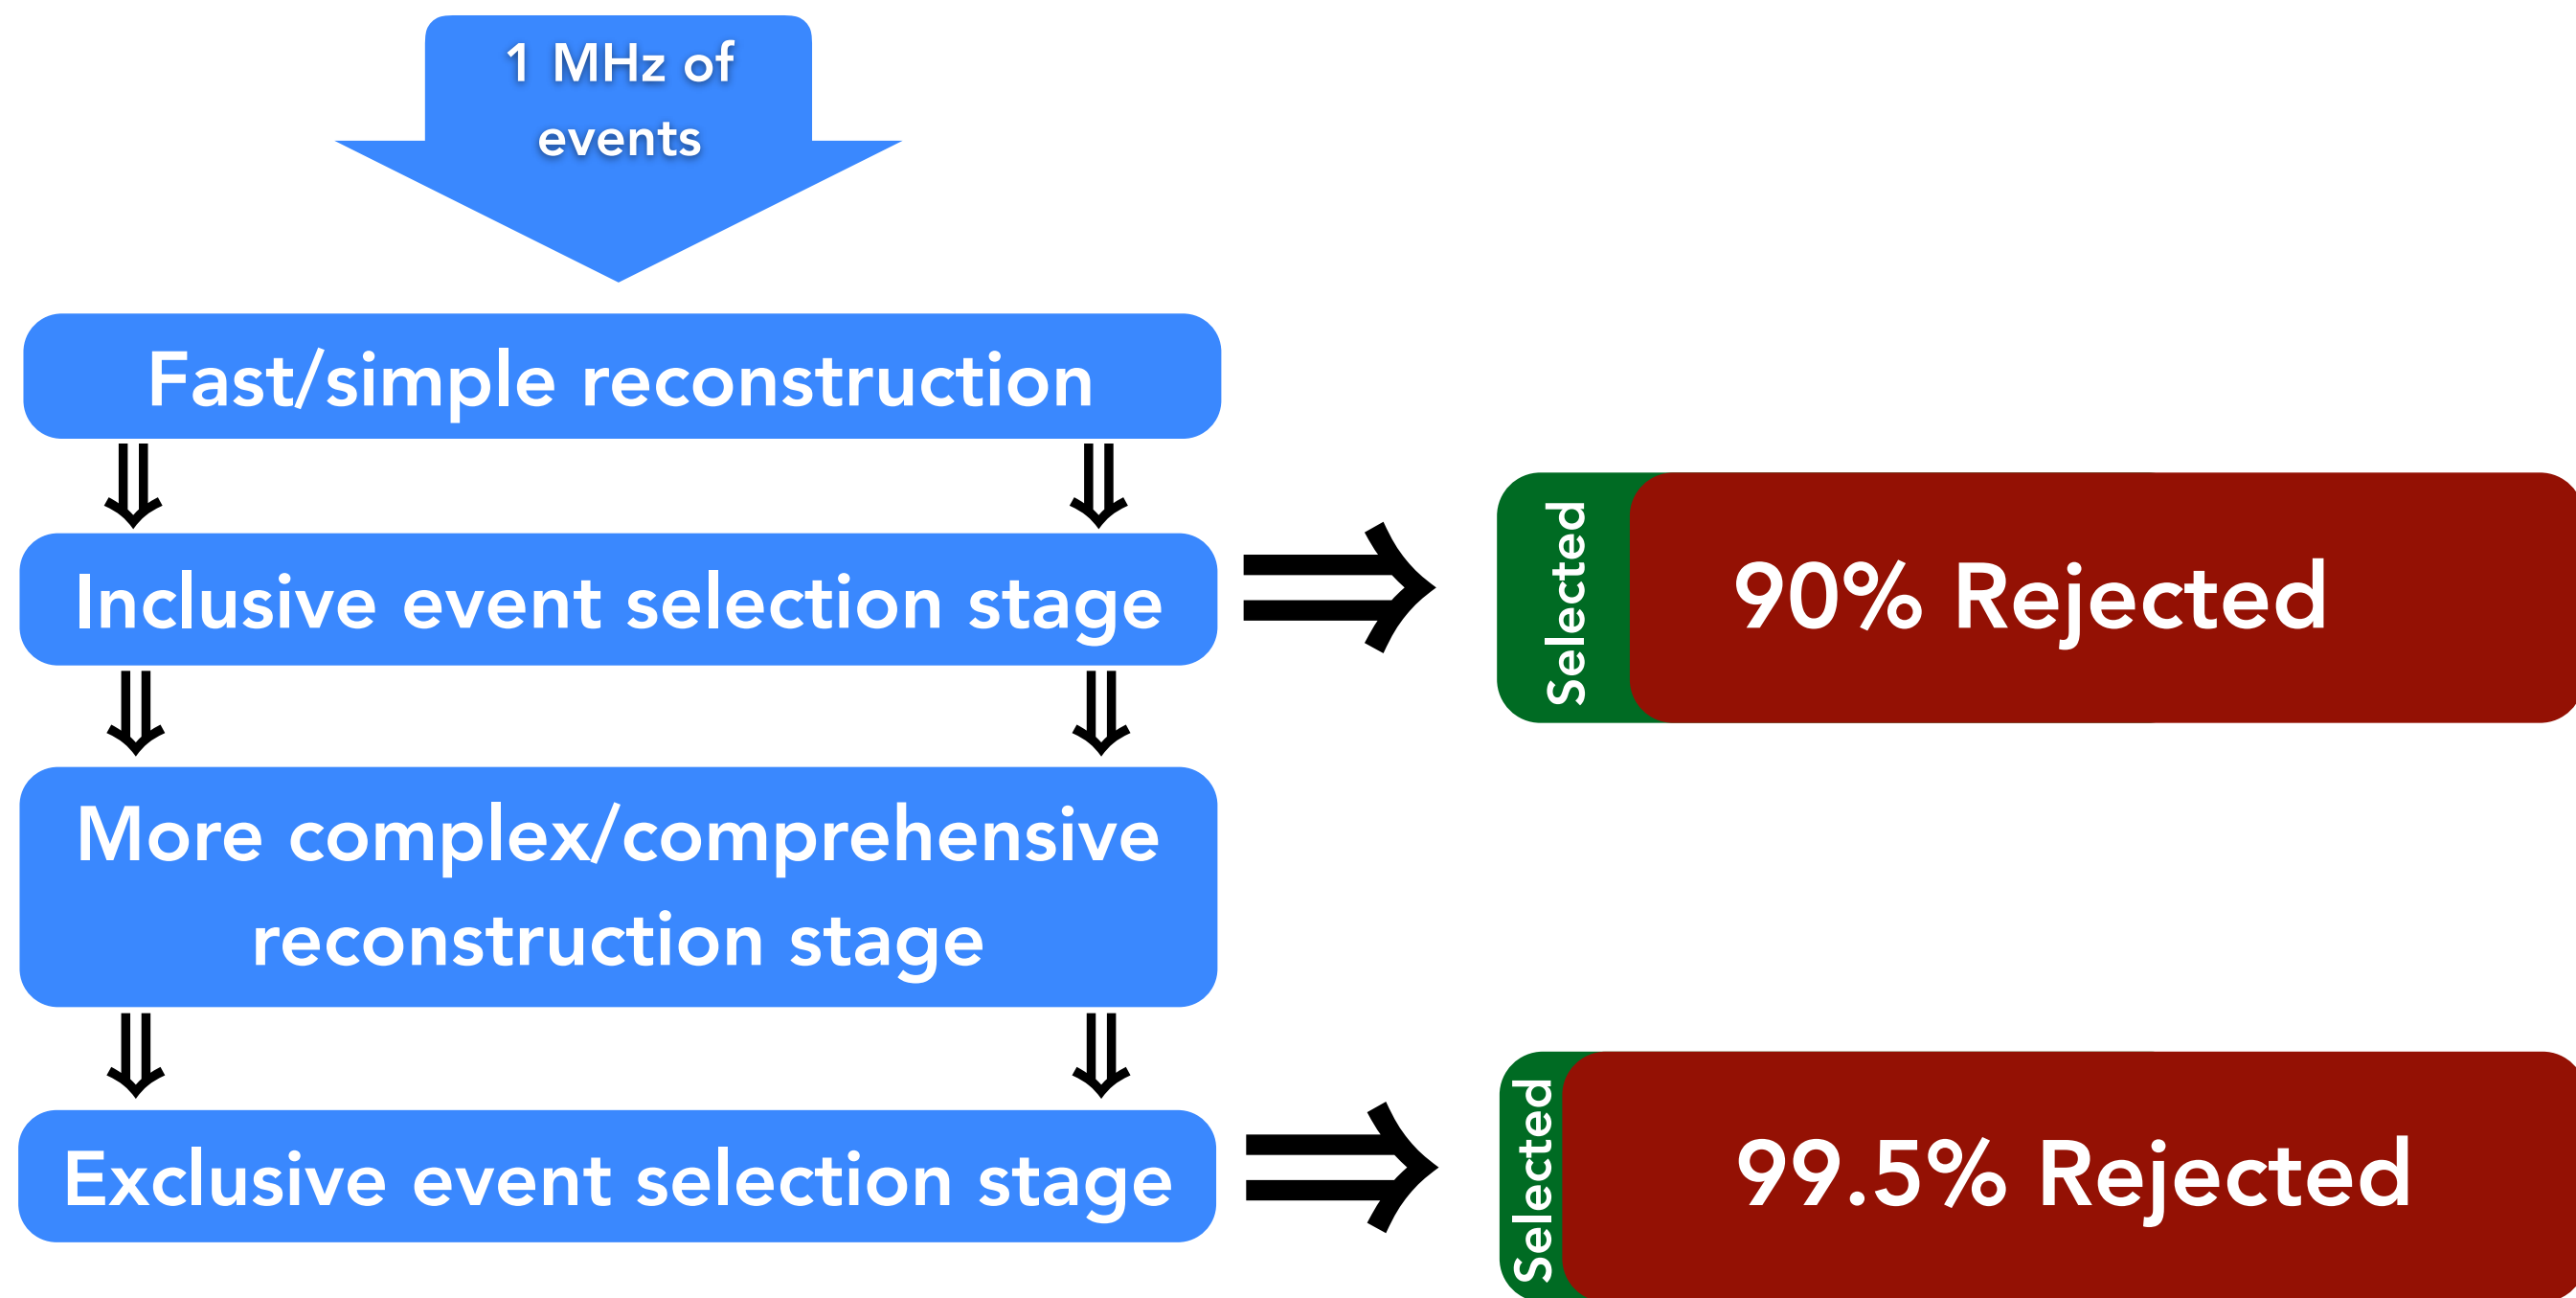 1 MHz of
events
Fast/simple reconstruction
Inclusive event selection stage
Selected
90% Rejected
More complex/comprehensive
reconstruction stage
Exclusive event selection stage
Selected
99.5% Rejected